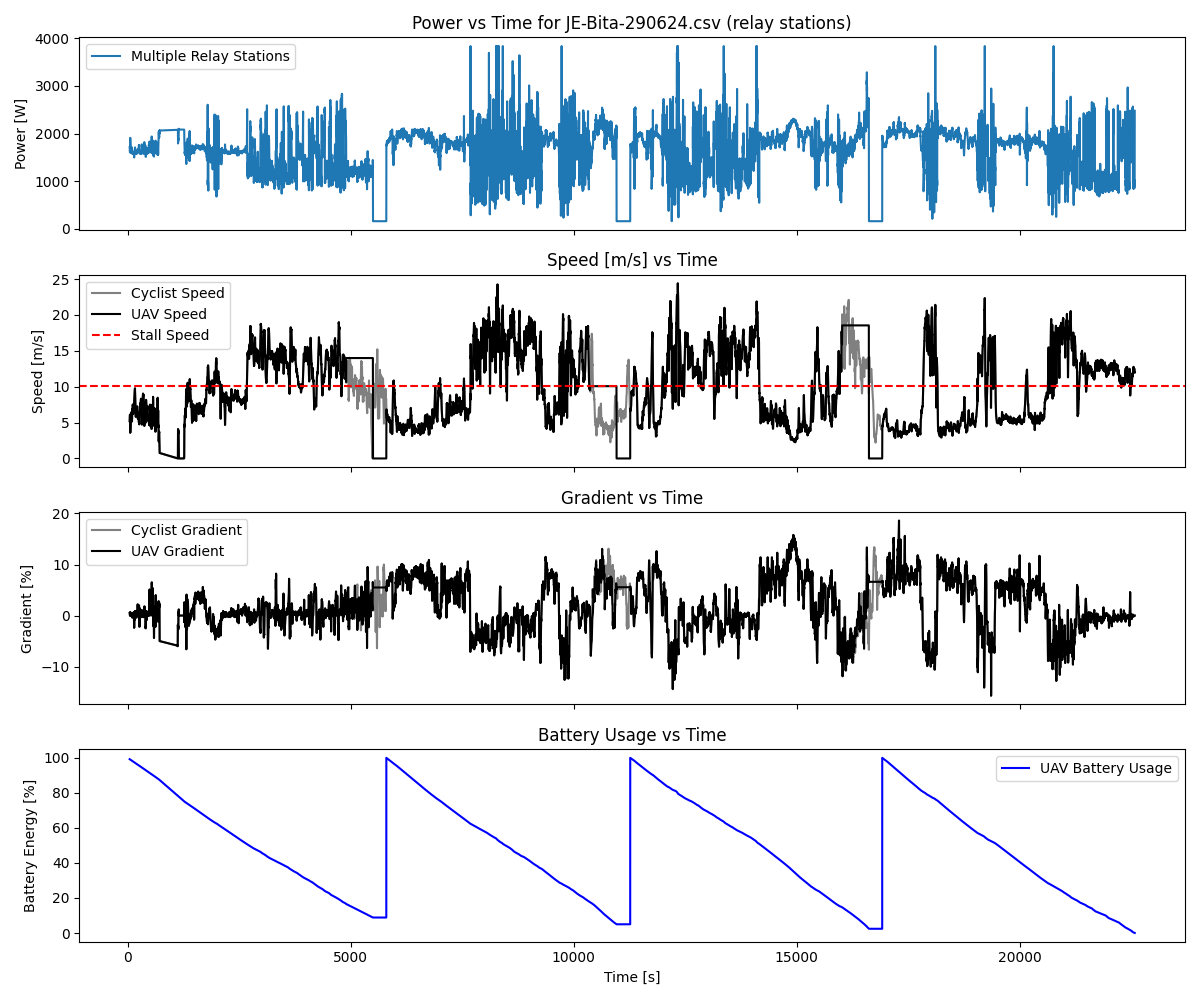 Power vs Time for JE-Bita-290624.csv (relay stations)
4000
3000
2000
1000
0
Power [W]
Multiple Relay Stations
Speed [m/s] vs Time
25
20
15
10
5
0
Speed [m/s]
Cyclist Speed
UAV Speed
Stall Speed
Gradient vs Time
20
10
0
−10
Gradient [%]
Cyclist Gradient
UAV Gradient
Battery Usage vs Time
100
80
60
40
20
0
Battery Energy [%]
UAV Battery Usage
0 5000 10000 15000 20000
Time [s]